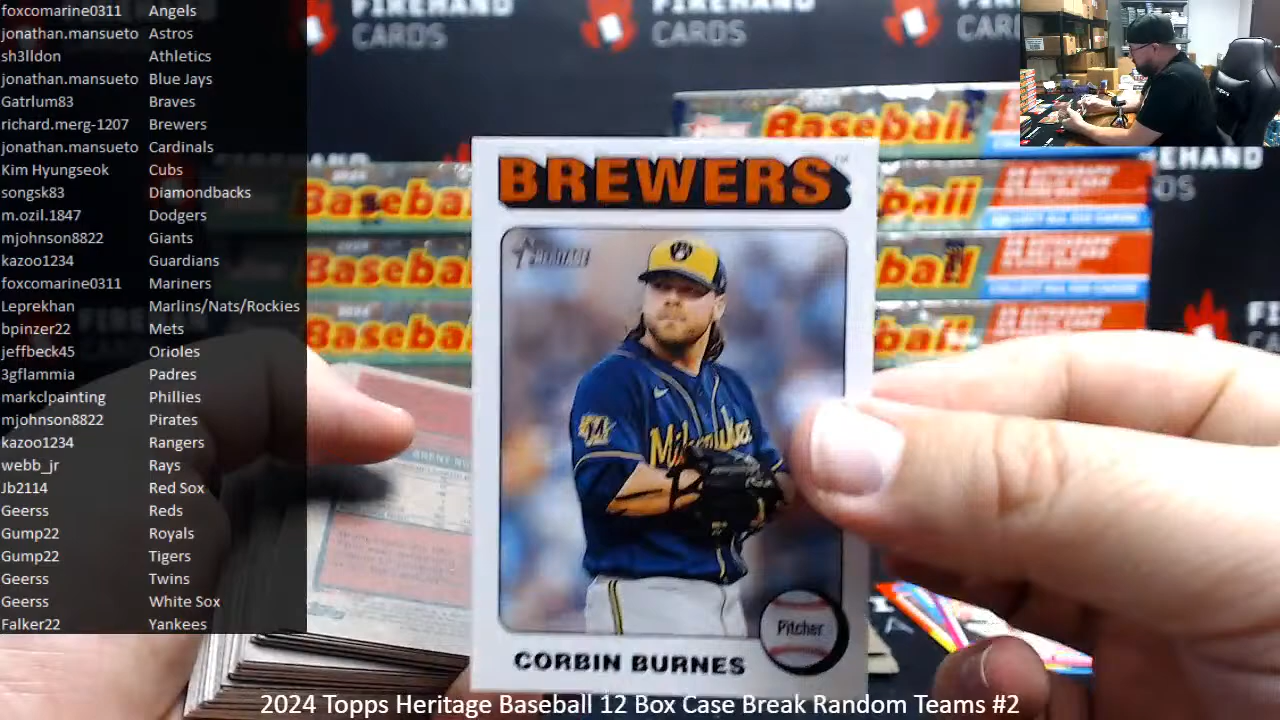 foxcomarine0311 Angels
jonathan.mansueto Astros
sh3lldon Athletics
jonathan.mansueto Blue Jays
Gatrlum83 Braves
richard.merg-1207 Brewers
jonathan.mansueto Cardinals
Kim Hyungseok Cubs
songsk83 Diamondbacks
m.ozil.1847 Dodgers
mjohnson8822 Giants
kazoo1234 Guardians
foxcomarine0311 Mariners
Leprekhan Marlins/Nats/Rockies
bpinzer22 Mets
jeffbeck45 Orioles
3gflammia Padres
markclpainting Phillies
mjohnson8822 Pirates
kazoo1234 Rangers
webb_jr Rays
Jb2114 Red Sox
Geerss Reds
Gump22 Royals
Gump22 Tigers
Geerss Twins
Geerss White Sox
Falker22 Yankees
FIREHAND
CARDS
FIREHAND
CARDS
Baseball
BREWERS
HERITAGE
Milwaukee
Pitcher
CORBIN BURNES
2024 Topps Heritage Baseball 12 Box Case Break Random Teams #2